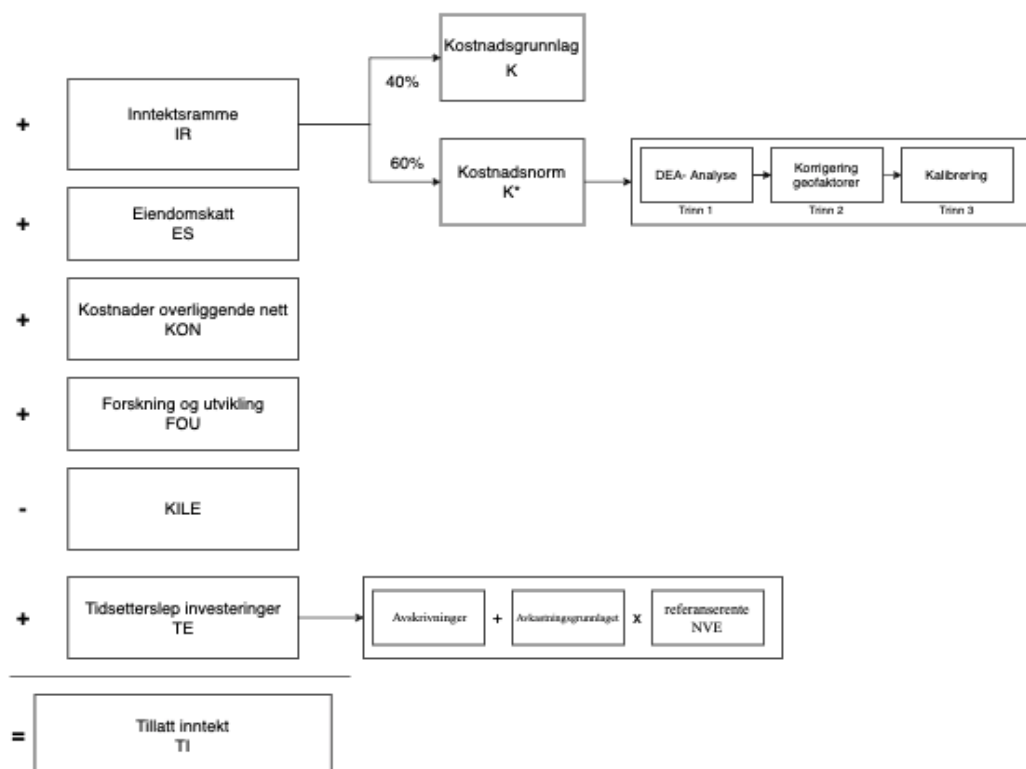 Kostnadsgrunnlag
K
40%
+
Inntektsramme
IR
60%
Kostnadsnorm
K*
DEA- Analyse
Korrigering
geofaktorer
Kalibrering
Trinn 1
Trinn 2
Trinn 3
+
Eiendomskatt
ES
+
Kostnader overliggende nett
KON
+
Forskning og utvikling
FOU
-
KILE
+
Tidsetterslep investeringer
TE
Avskrivninger
+
Avkastningsgrunnlaget
x
referanserente
NVE
=
Tillatt inntekt
TI